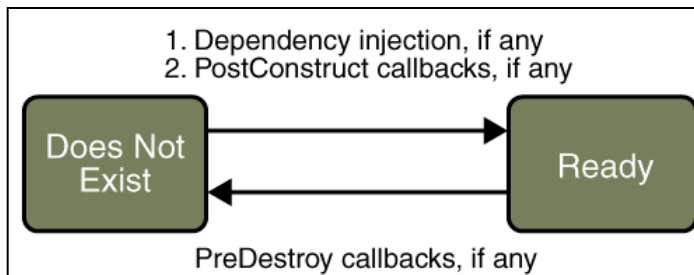 1. Dependency injection, if any
2. PostConstruct callbacks, if any
Does Not
Exist
Ready
PreDestroy callbacks, if any